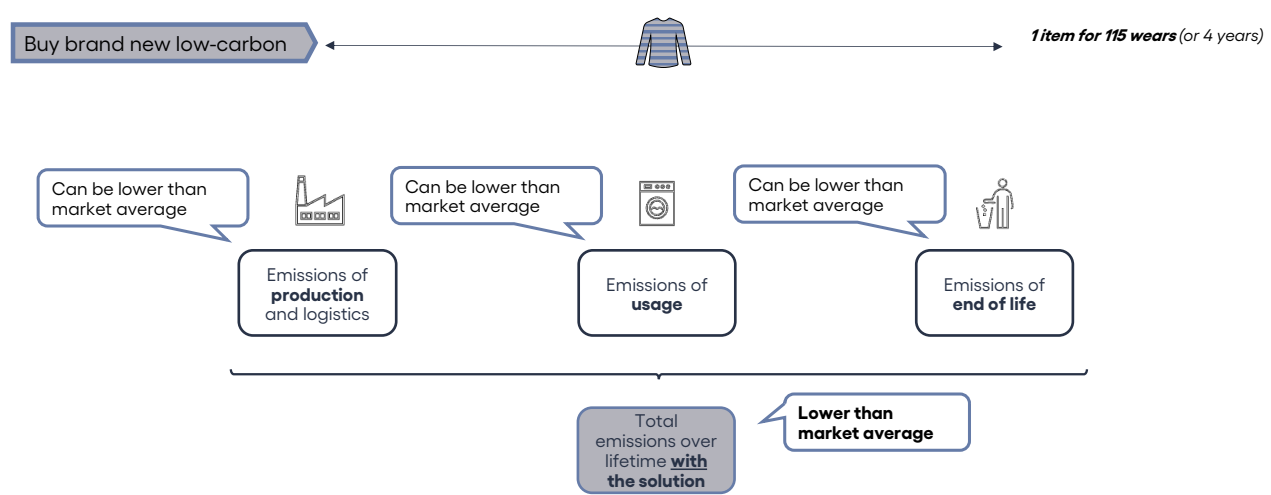 Buy brand new low-carbon
1 item for 115 wears (or 4 years)
Can be lower than
market average
Can be lower than
market average
Can be lower than
market average
Emissions of
production
and logistics
Emissions of
usage
Emissions of
end of life
Total
emissions over
lifetime with
the solution
Lower than
market average